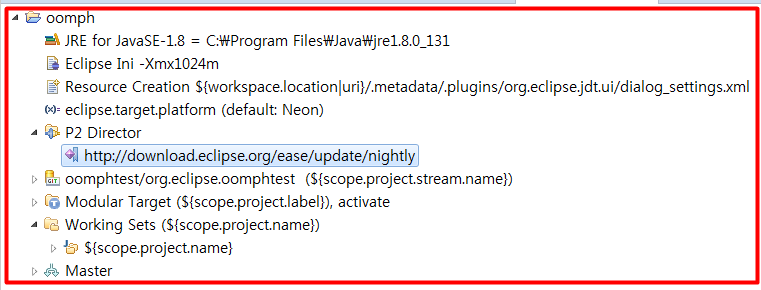 oomph
JRE for JavaSE-1.8 = C:₩Program Files₩Java₩jre1.8.0_131
Eclipse Ini -Xmx1024m
Resource Creation ${workspace.location|uri}/.metadata/.plugins/org.eclipse.jdt.ui/dialog_settings.xml
(x)= eclipse.target.platform (default: Neon)
P2 Director
http://download.eclipse.org/ease/update/nightly
GIT oomphtest/org.eclipse.oomphtest (${scope.project.stream.name})
Modular Target (${scope.project.label}), activate
Working Sets (${scope.project.name})
${scope.project.name}
Master